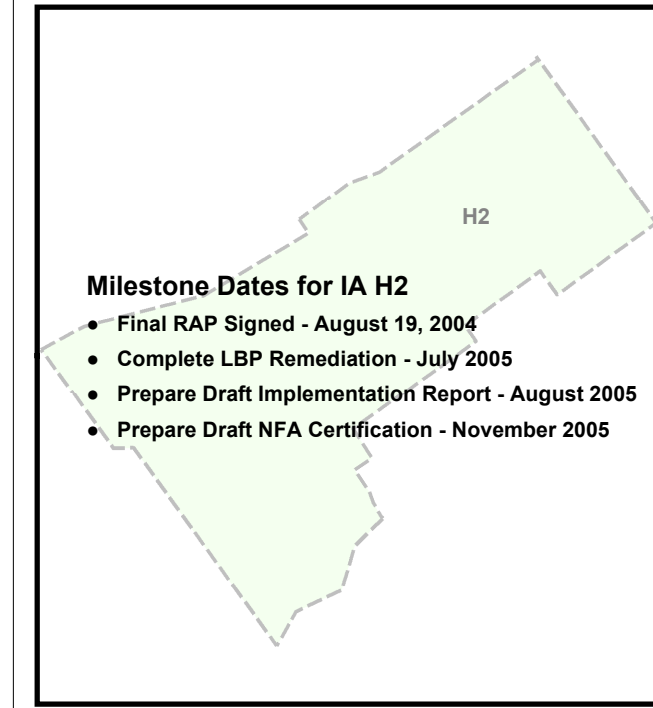 H2
Milestone Dates for IA H2
● Final RAP Signed - August 19, 2004
● Complete LBP Remediation - July 2005
● Prepare Draft Implementation Report - August 2005
● Prepare Draft NFA Certification - November 2005